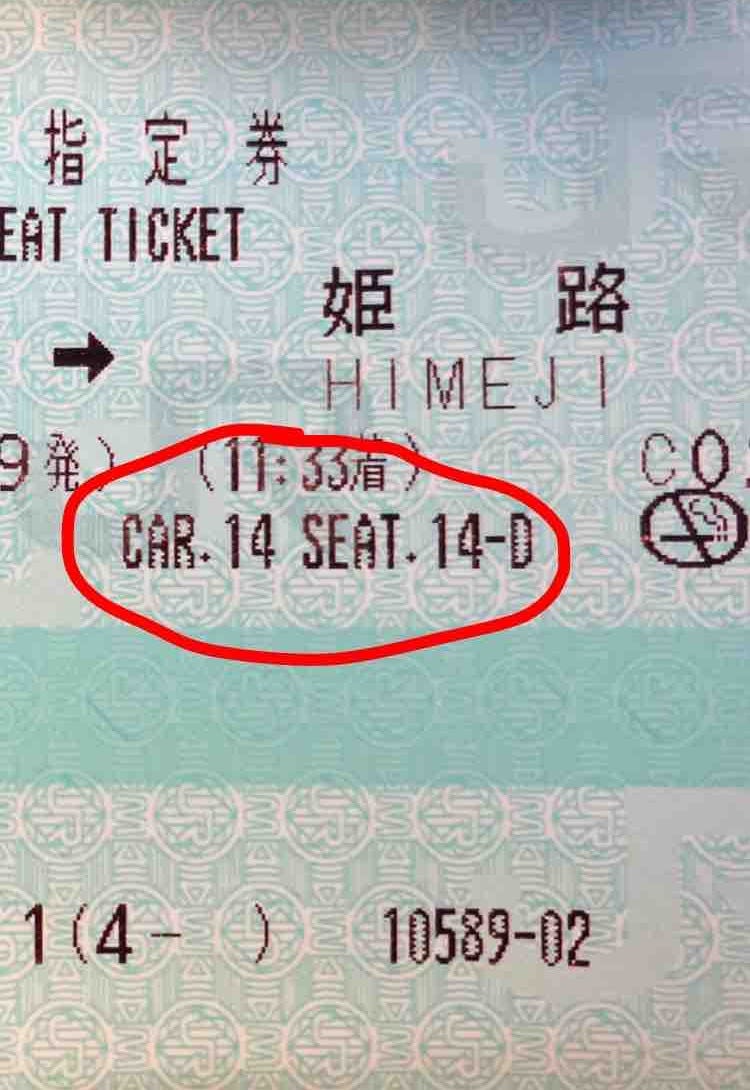 指定券
EAT TICKET
姫路
→ HIMEJI
9発) (11:33着) CO
CAR.14 SEAT.14-D
1(4- ) 10589-02